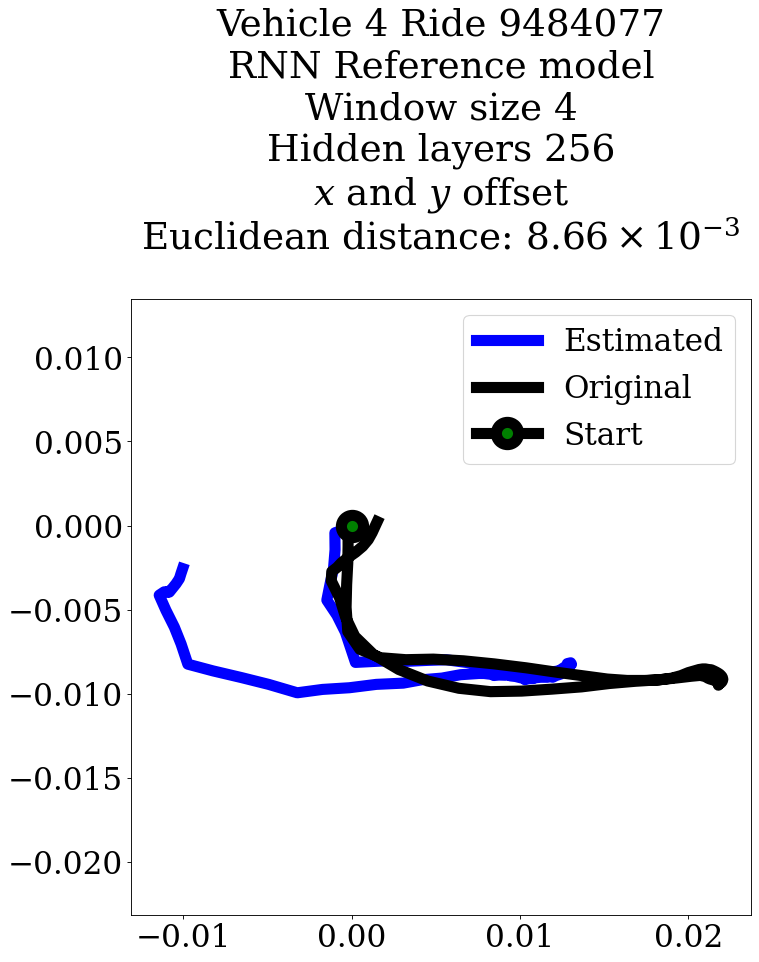 Vehicle 4 Ride 9484077
RNN Reference model
Window size 4
Hidden layers 256
x and y offset
Euclidean distance: 8.66 × 10⁻³
Estimated
Original
Start
0.010
0.005
0.000
−0.005
−0.010
−0.015
−0.020
−0.01
0.00
0.01
0.02